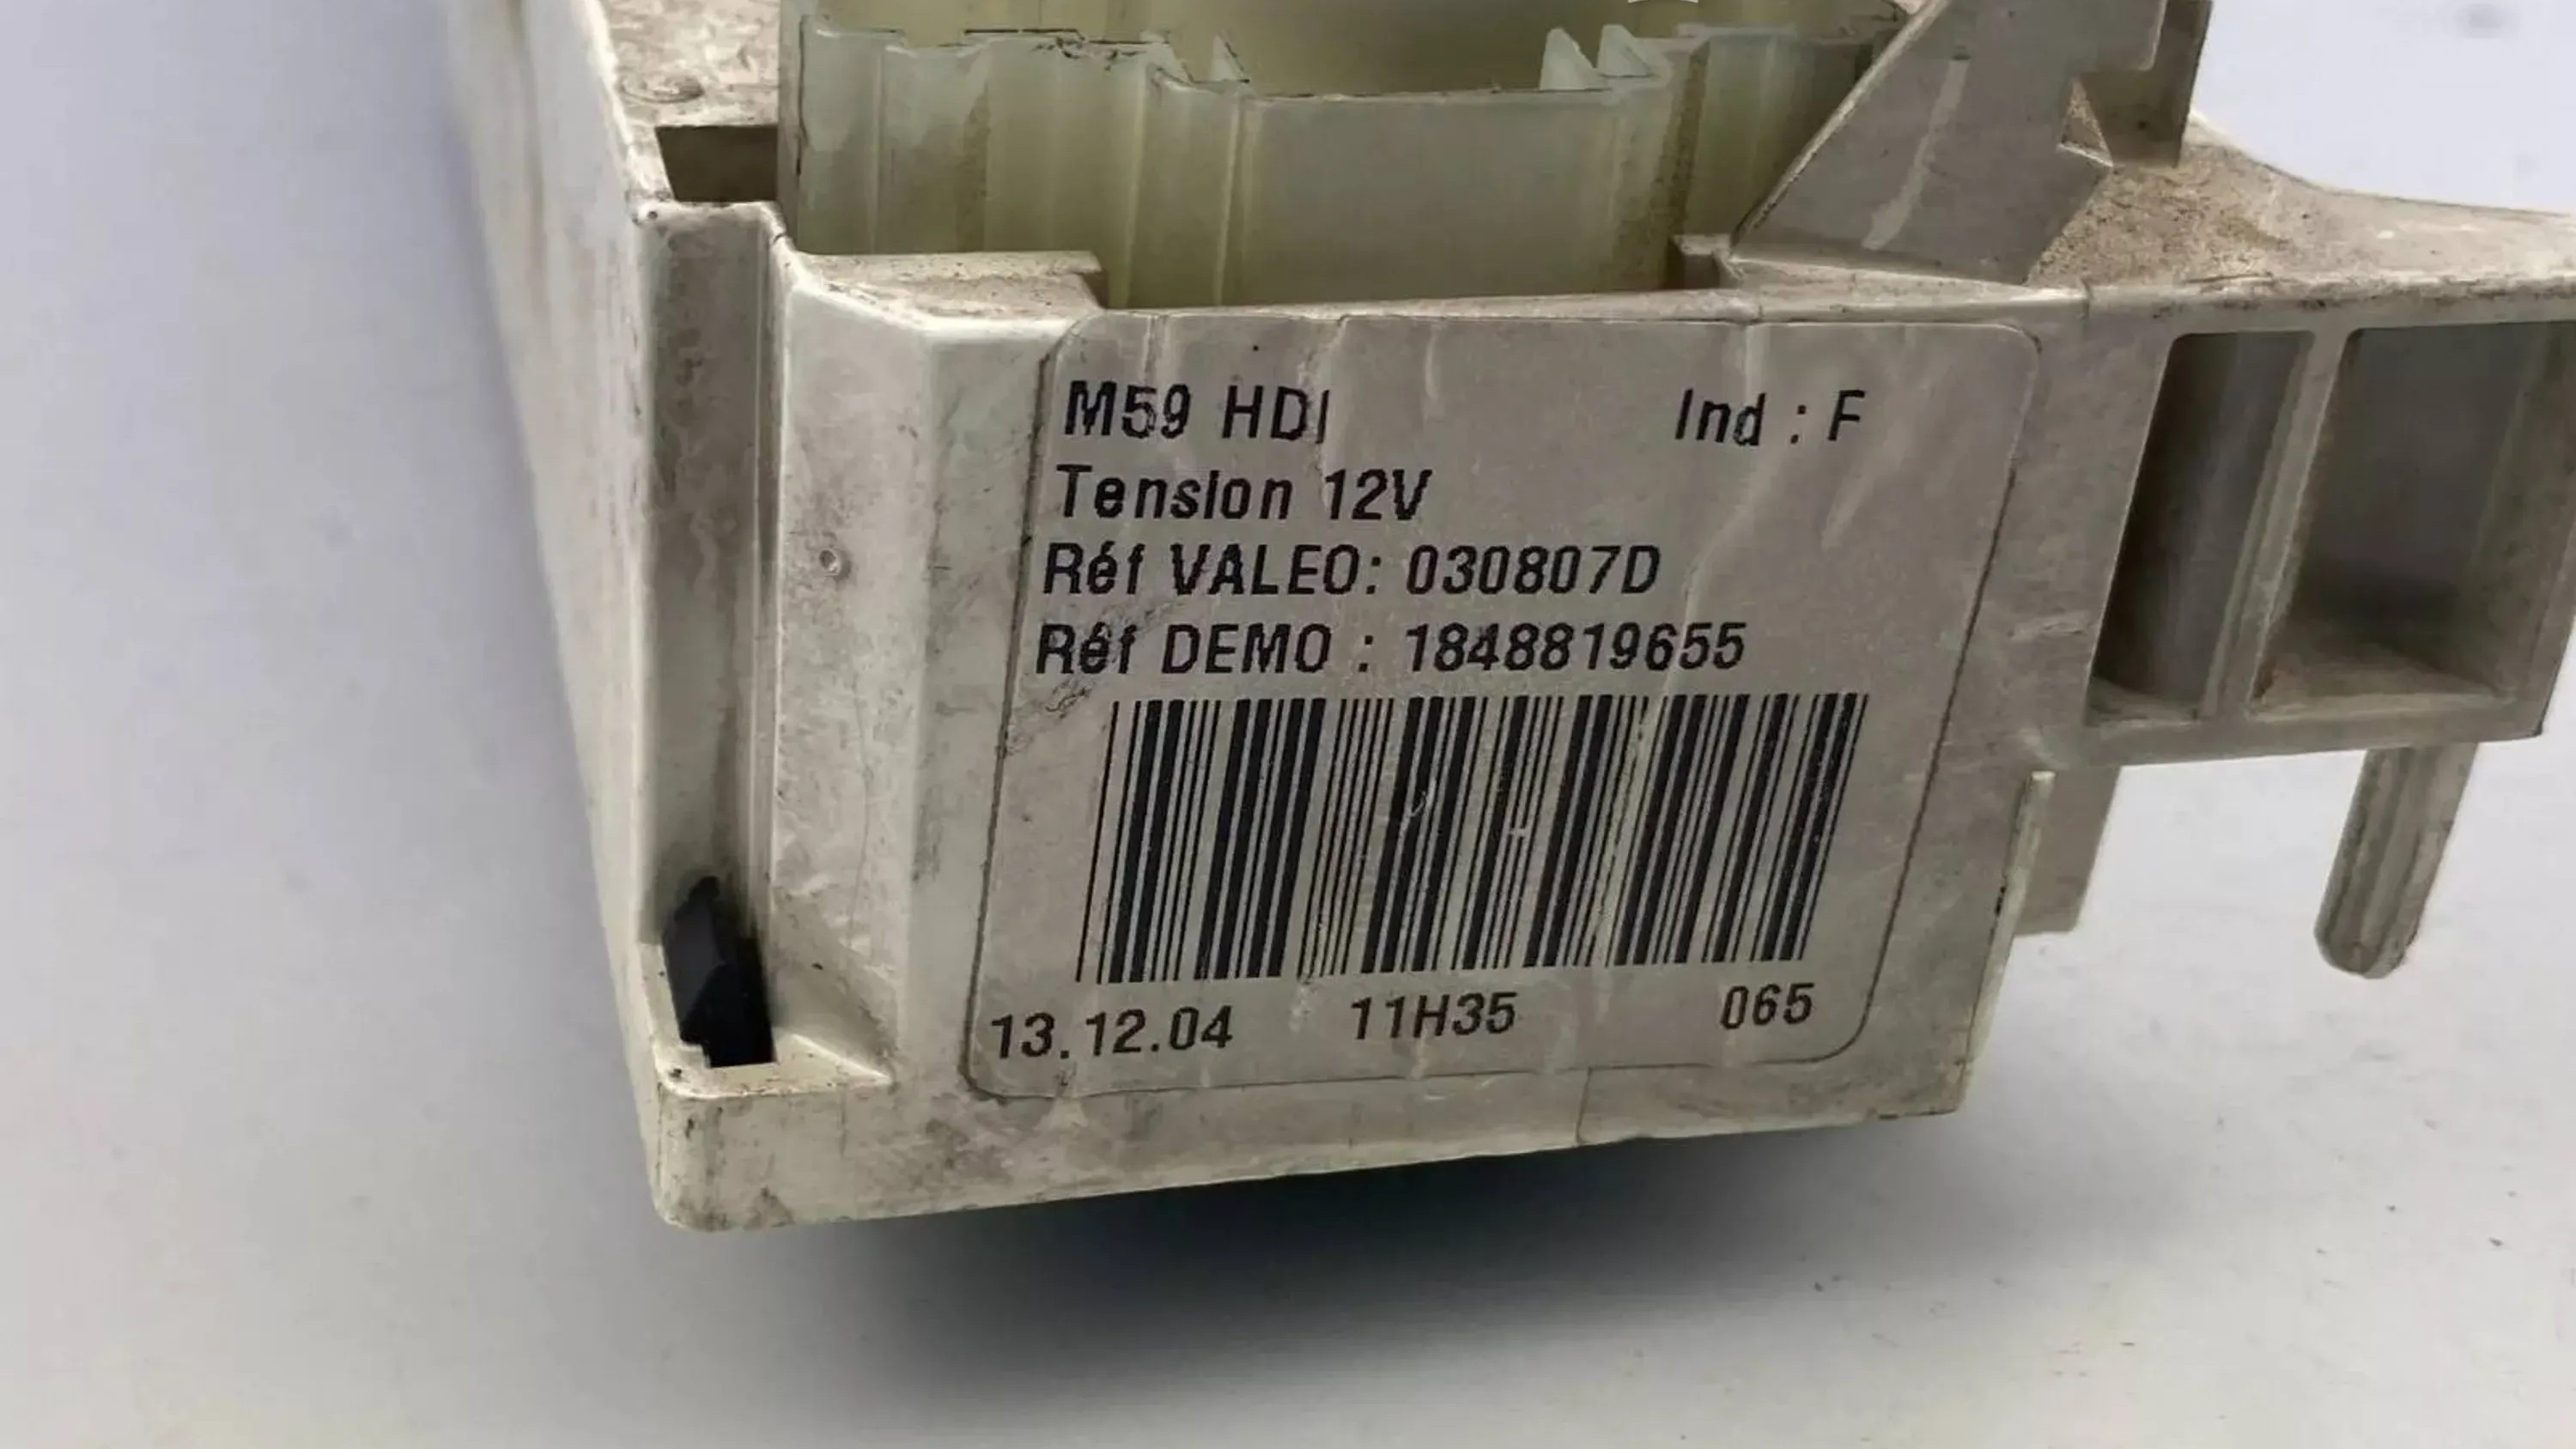 M59 HDI Ind : F
Tension 12V
Réf VALEO: 030807D
Réf DEMO : 1848819655
13.12.04 11H35 065